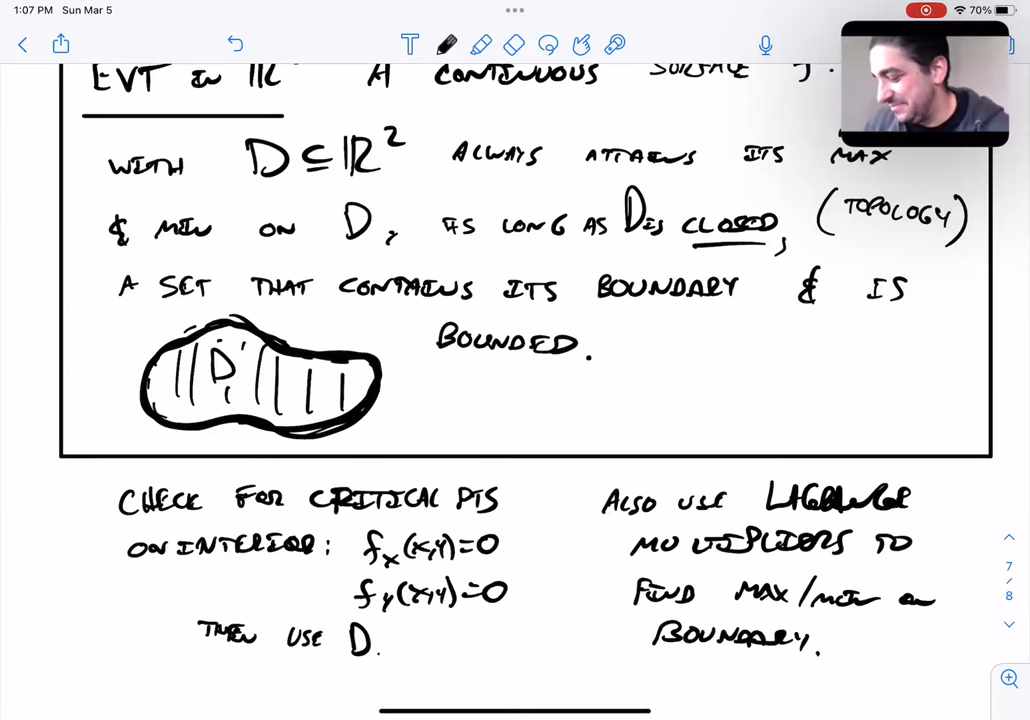 1:07 PM Sun Mar 5
70%
EVT IN IR A CONTINUOUS SURFACE
WITH D ⊆ IR² ALWAYS ATTAINS ITS MAX
& MIN ON D, AS LONG AS D IS CLOSED, (TOPOLOGY)
A SET THAT CONTAINS ITS BOUNDARY & IS
BOUNDED.
D
CHECK FOR CRITICAL PTS
ON INTERIOR: fx(x,y)=0
fy(x,y)=0
THEN USE D.
ALSO USE LAGRANGE
MULTIPLIERS TO
FIND MAX/MIN ON
BOUNDARY.
7
/
8